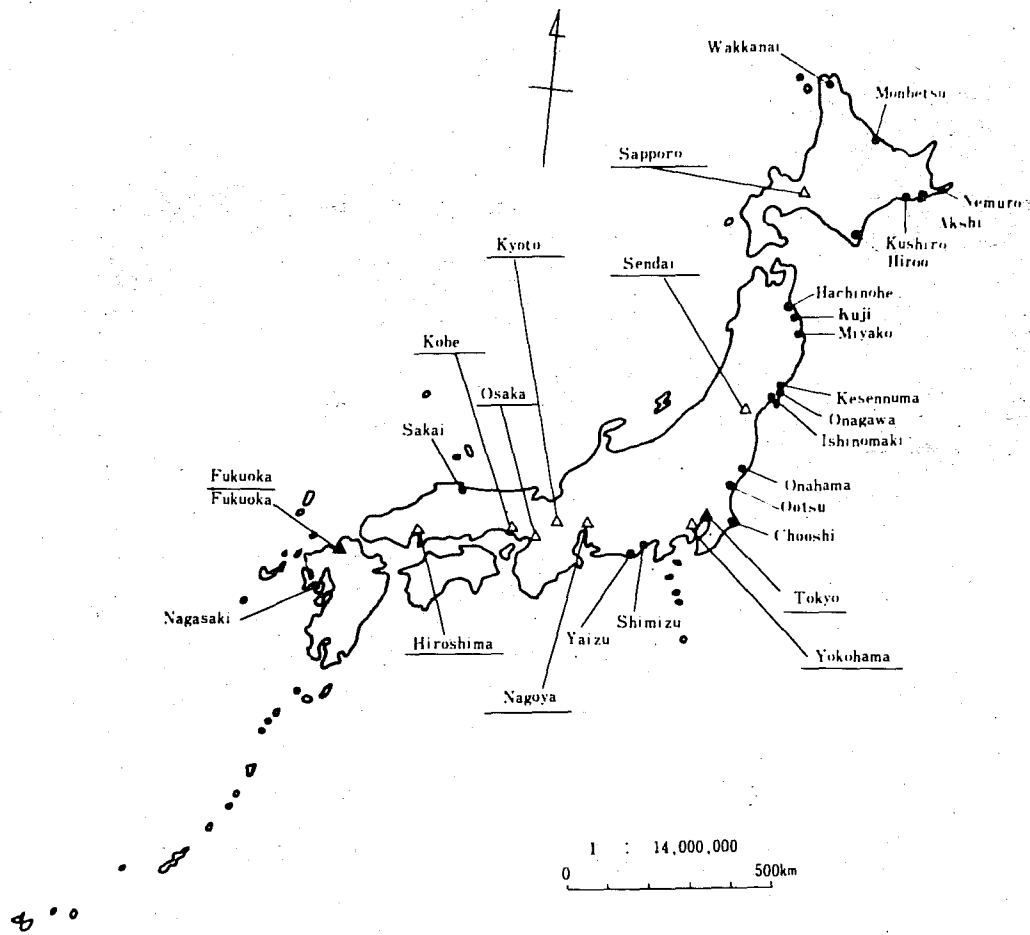 Wakkanai
Monbetsu
Sapporo
Nemuro
Akshi
Kushiro
Hiroo
Kyoto
Sendai
Hachinohe
Kuji
Miyako
Kobe
Osaka
Sakai
Kesennuma
Onagawa
Ishinomaki
Fukuoka
Fukuoka
Onahama
Ootsu
Chooshi
Nagasaki
Hiroshima
Yaizu
Shimizu
Tokyo
Yokohama
Nagoya
1 : 14,000,000
0 500km